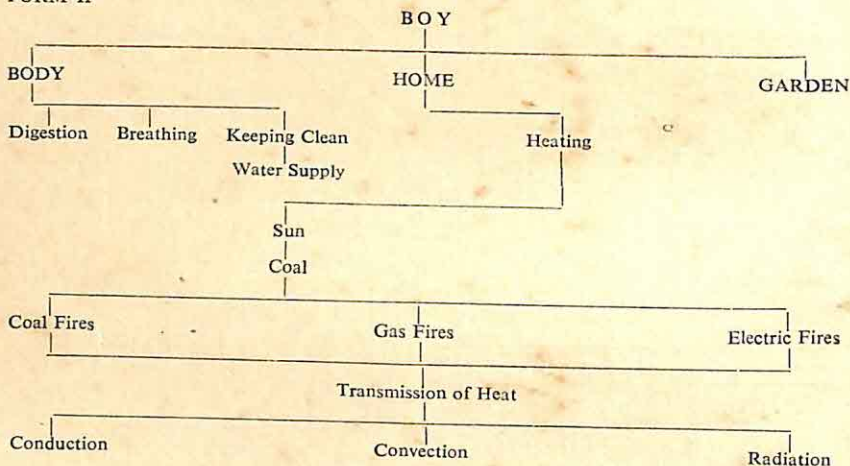 FORM II
BOY
BODY HOME GARDEN
Digestion Breathing Keeping Clean Heating
Water Supply
Sun
Coal
Coal Fires Gas Fires Electric Fires
Transmission of Heat
Conduction Convection Radiation